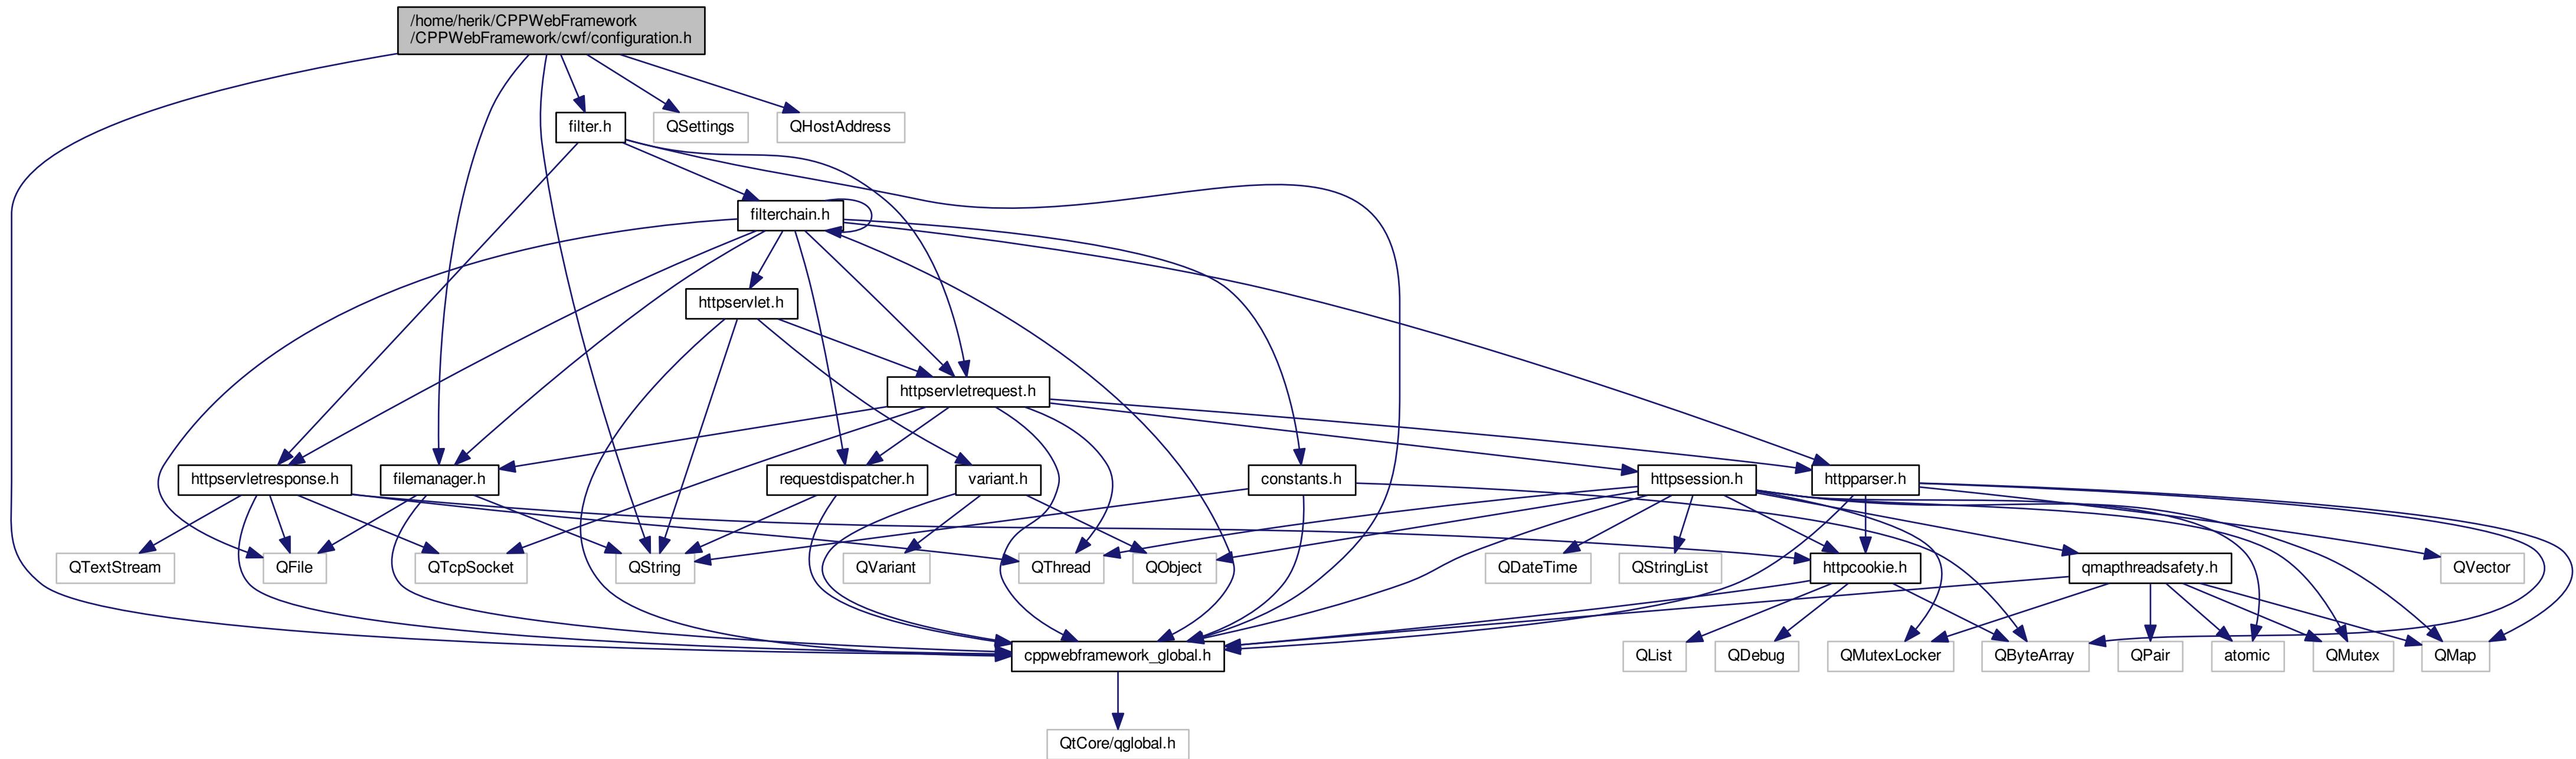 /home/herik/CPPWebFramework
/CPPWebFramework/cwf/configuration.h
filter.h
QSettings
QHostAddress
filterchain.h
httpservlet.h
httpservletrequest.h
httpservletresponse.h
filemanager.h
requestdispatcher.h
variant.h
constants.h
httpsession.h
httpparser.h
QTextStream
QFile
QTcpSocket
QString
QVariant
QThread
QObject
QDateTime
QStringList
httpcookie.h
qmapthreadsafety.h
QVector
cppwebframework_global.h
QList
QDebug
QMutexLocker
QByteArray
QPair
atomic
QMutex
QMap
QtCore/qglobal.h